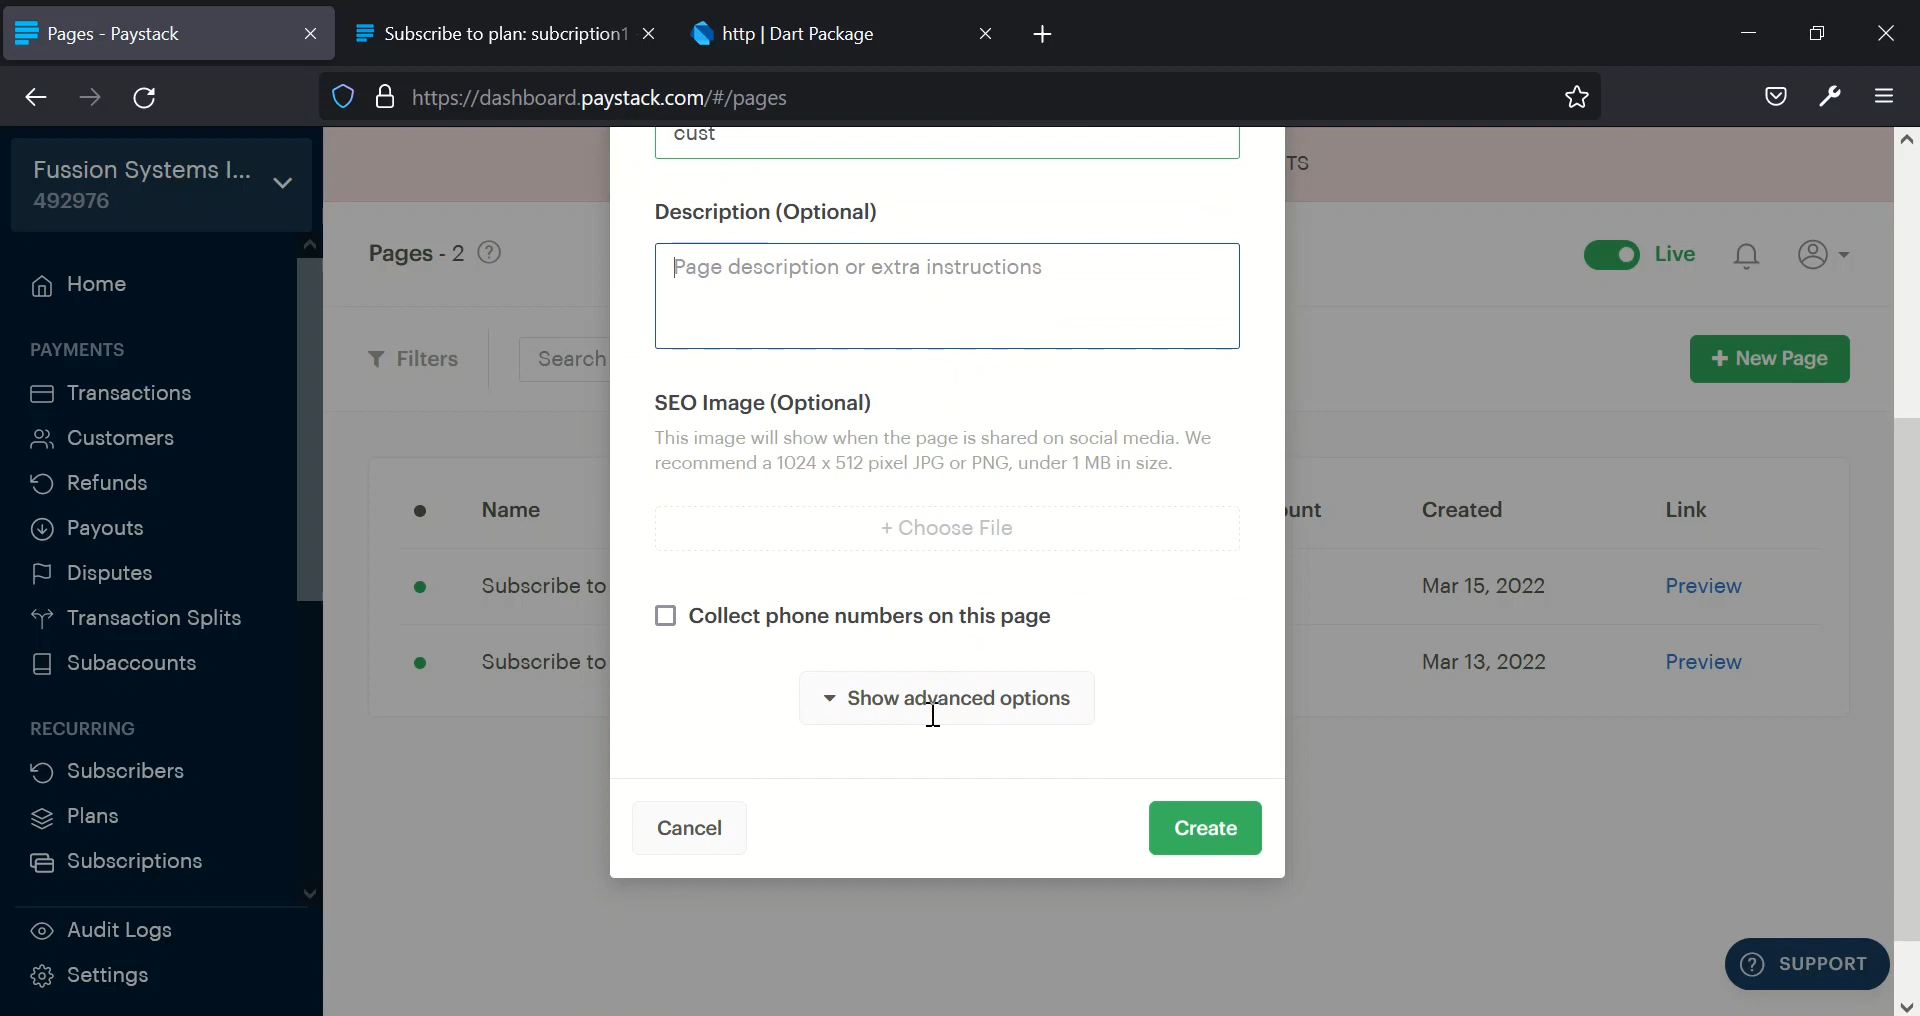 Pages - Paystack
Subscribe to plan: subcription1
http | Dart Package
https://dashboard.paystack.com/#/pages
Fussion Systems I...
492976
Home
PAYMENTS
Transactions
Customers
Refunds
Payouts
Disputes
Transaction Splits
Subaccounts
RECURRING
Subscribers
Plans
Subscriptions
Audit Logs
Settings
TS
Pages - 2
Live
Filters
Search
+ New Page
Name
ount
Created
Link
Subscribe to
Mar 15, 2022
Preview
Subscribe to
Mar 13, 2022
Preview
cust
Description (Optional)
Page description or extra instructions
SEO Image (Optional)
This image will show when the page is shared on social media. We
recommend a 1024 x 512 pixel JPG or PNG, under 1 MB in size.
+ Choose File
Collect phone numbers on this page
Show advanced options
Cancel
Create
SUPPORT